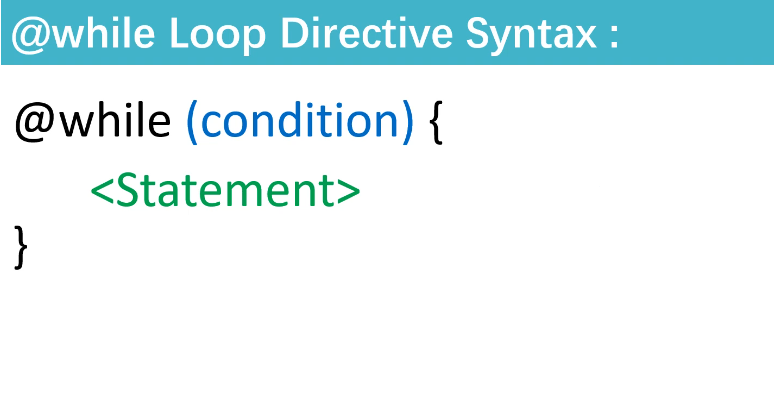 @while Loop Directive Syntax :
@while (condition) {
<Statement>
}